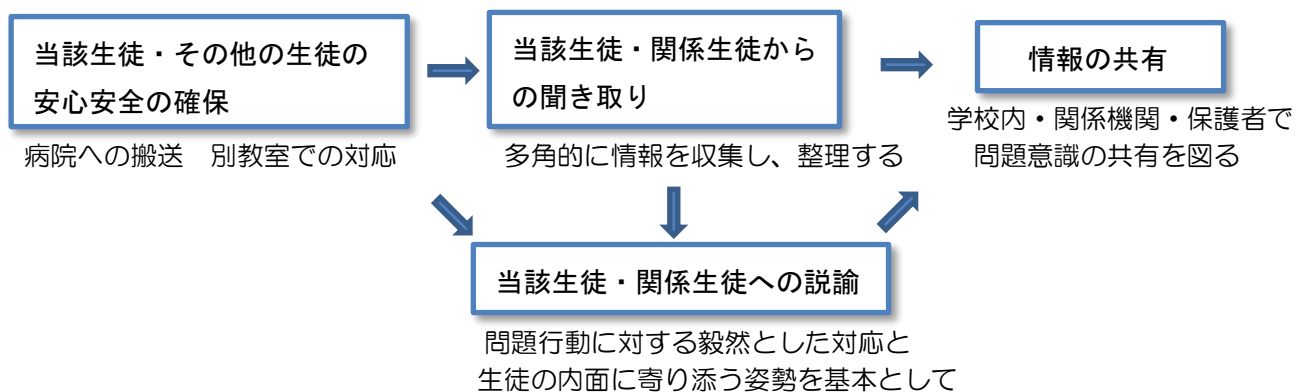 当該生徒・その他の生徒の
安心安全の確保
病院への搬送　別教室での対応
当該生徒・関係生徒から
の聞き取り
多角的に情報を収集し、整理する
情報の共有
学校内・関係機関・保護者で
問題意識の共有を図る
当該生徒・関係生徒への説諭
問題行動に対する毅然とした対応と
生徒の内面に寄り添う姿勢を基本として